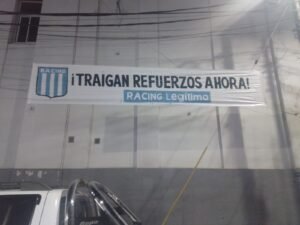 RACING
¡TRAIGAN REFUERZOS AHORA!
RACING Legítimo